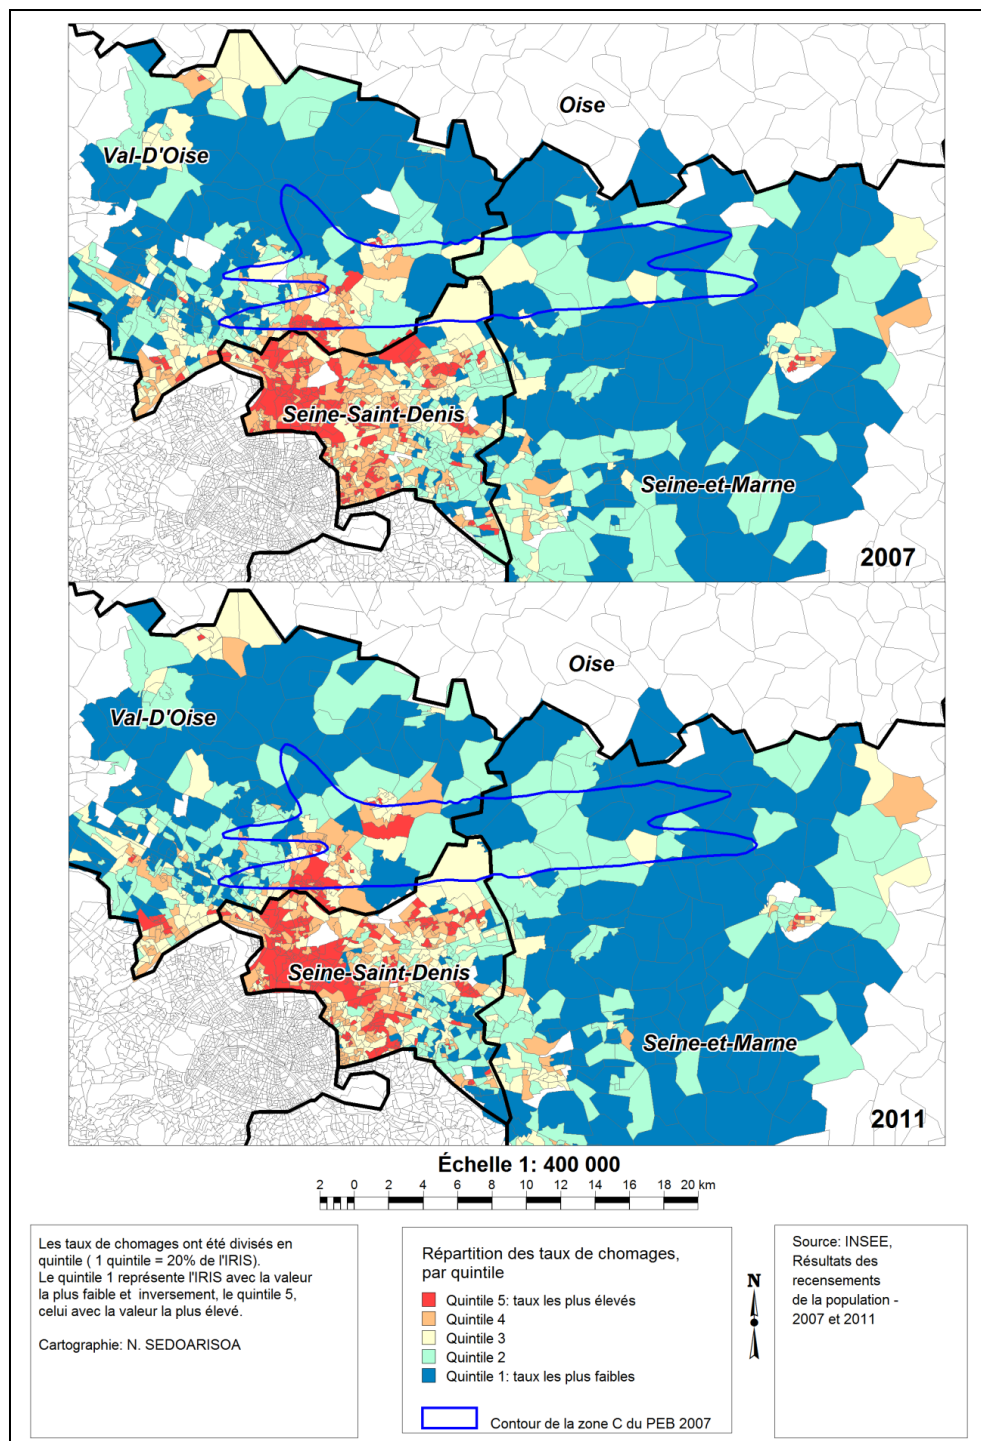 Oise
Val-D'Oise
Seine-Saint-Denis
Seine-et-Marne
2007
Oise
Val-D'Oise
Seine-Saint-Denis
Seine-et-Marne
2011
Échelle 1: 400 000
2 0 2 4 6 8 10 12 14 16 18 20 km
Les taux de chomages ont été divisés en
quintile ( 1 quintile = 20% de l'IRIS).
Le quintile 1 représente l'IRIS avec la valeur
la plus faible et inversement, le quintile 5,
celui avec la valeur la plus élevé.
Cartographie: N. SEDOARISOA
Répartition des taux de chomages,
par quintile
Quintile 5: taux les plus élevés
Quintile 4
Quintile 3
Quintile 2
Quintile 1: taux les plus faibles
Contour de la zone C du PEB 2007
N
Source: INSEE,
Résultats des
recensements
de la population -
2007 et 2011